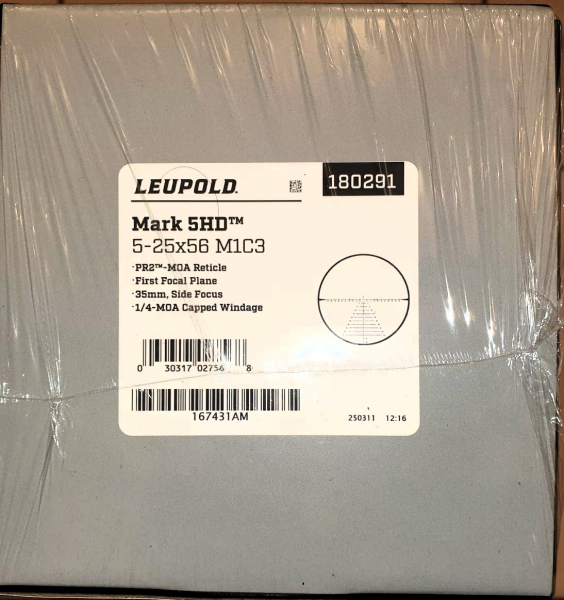 LEUPOLD.
180291
Mark 5HD™
5-25x56 M1C3
·PR2™-MOA Reticle
·First Focal Plane
·35mm, Side Focus
·1/4-MOA Capped Windage
0 30317 02756 8
167431AM
250311 12:16